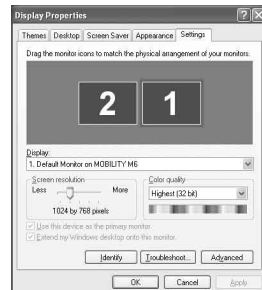 Display Properties
Themes Desktop Screen Saver Appearance Settings
Drag the monitor icons to match the physical arrangement of your monitors.
2 1
Display:
1. Default Monitor on MOBILITY M6
Screen resolution
Less More
1024 by 768 pixels
Color quality
Highest (32 bit)
Use this device as the primary monitor.
Extend my Windows desktop onto this monitor.
Identify Troubleshoot... Advanced
OK Cancel Apply